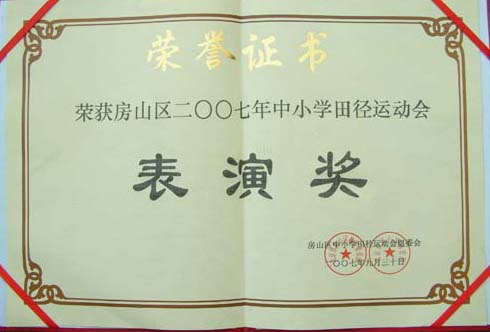 荣誉证书
荣获房山区二〇〇七年中小学田径运动会
表演奖
房山区中小学田径运动会组委会
二〇〇七年九月三十日